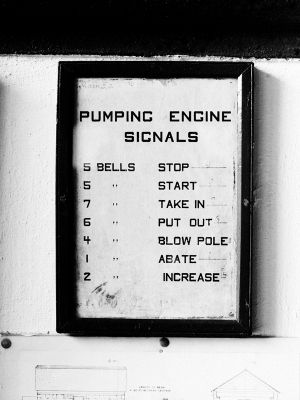 PUMPING ENGINE
SIGNALS
5 BELLS STOP
5 " START
7 " TAKE IN
6 " PUT OUT
4 " BLOW POLE
1 " ABATE
2 " INCREASE